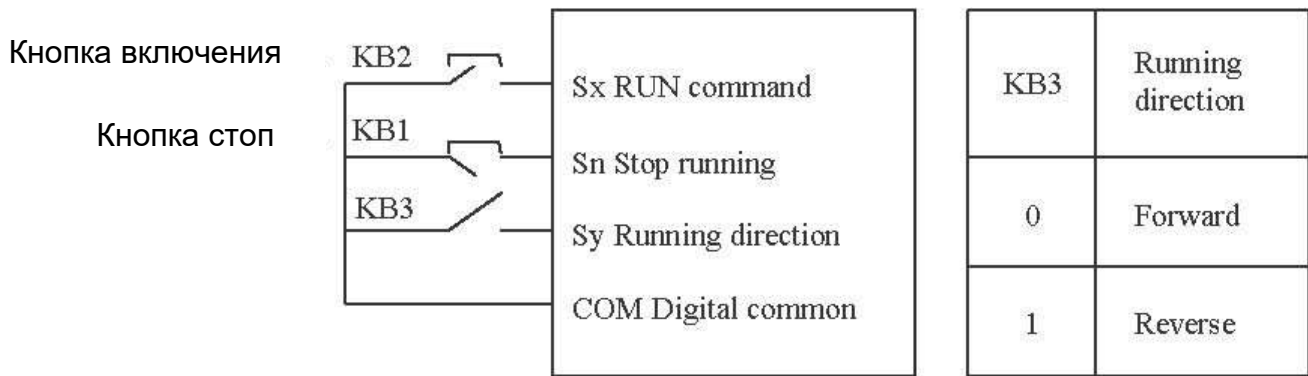 Кнопка включения
KB2
Sx RUN command
Кнопка стоп
KB1
Sn Stop running
KB3
Sy Running direction
COM Digital common
KB3
Running
direction
0
Forward
1
Reverse